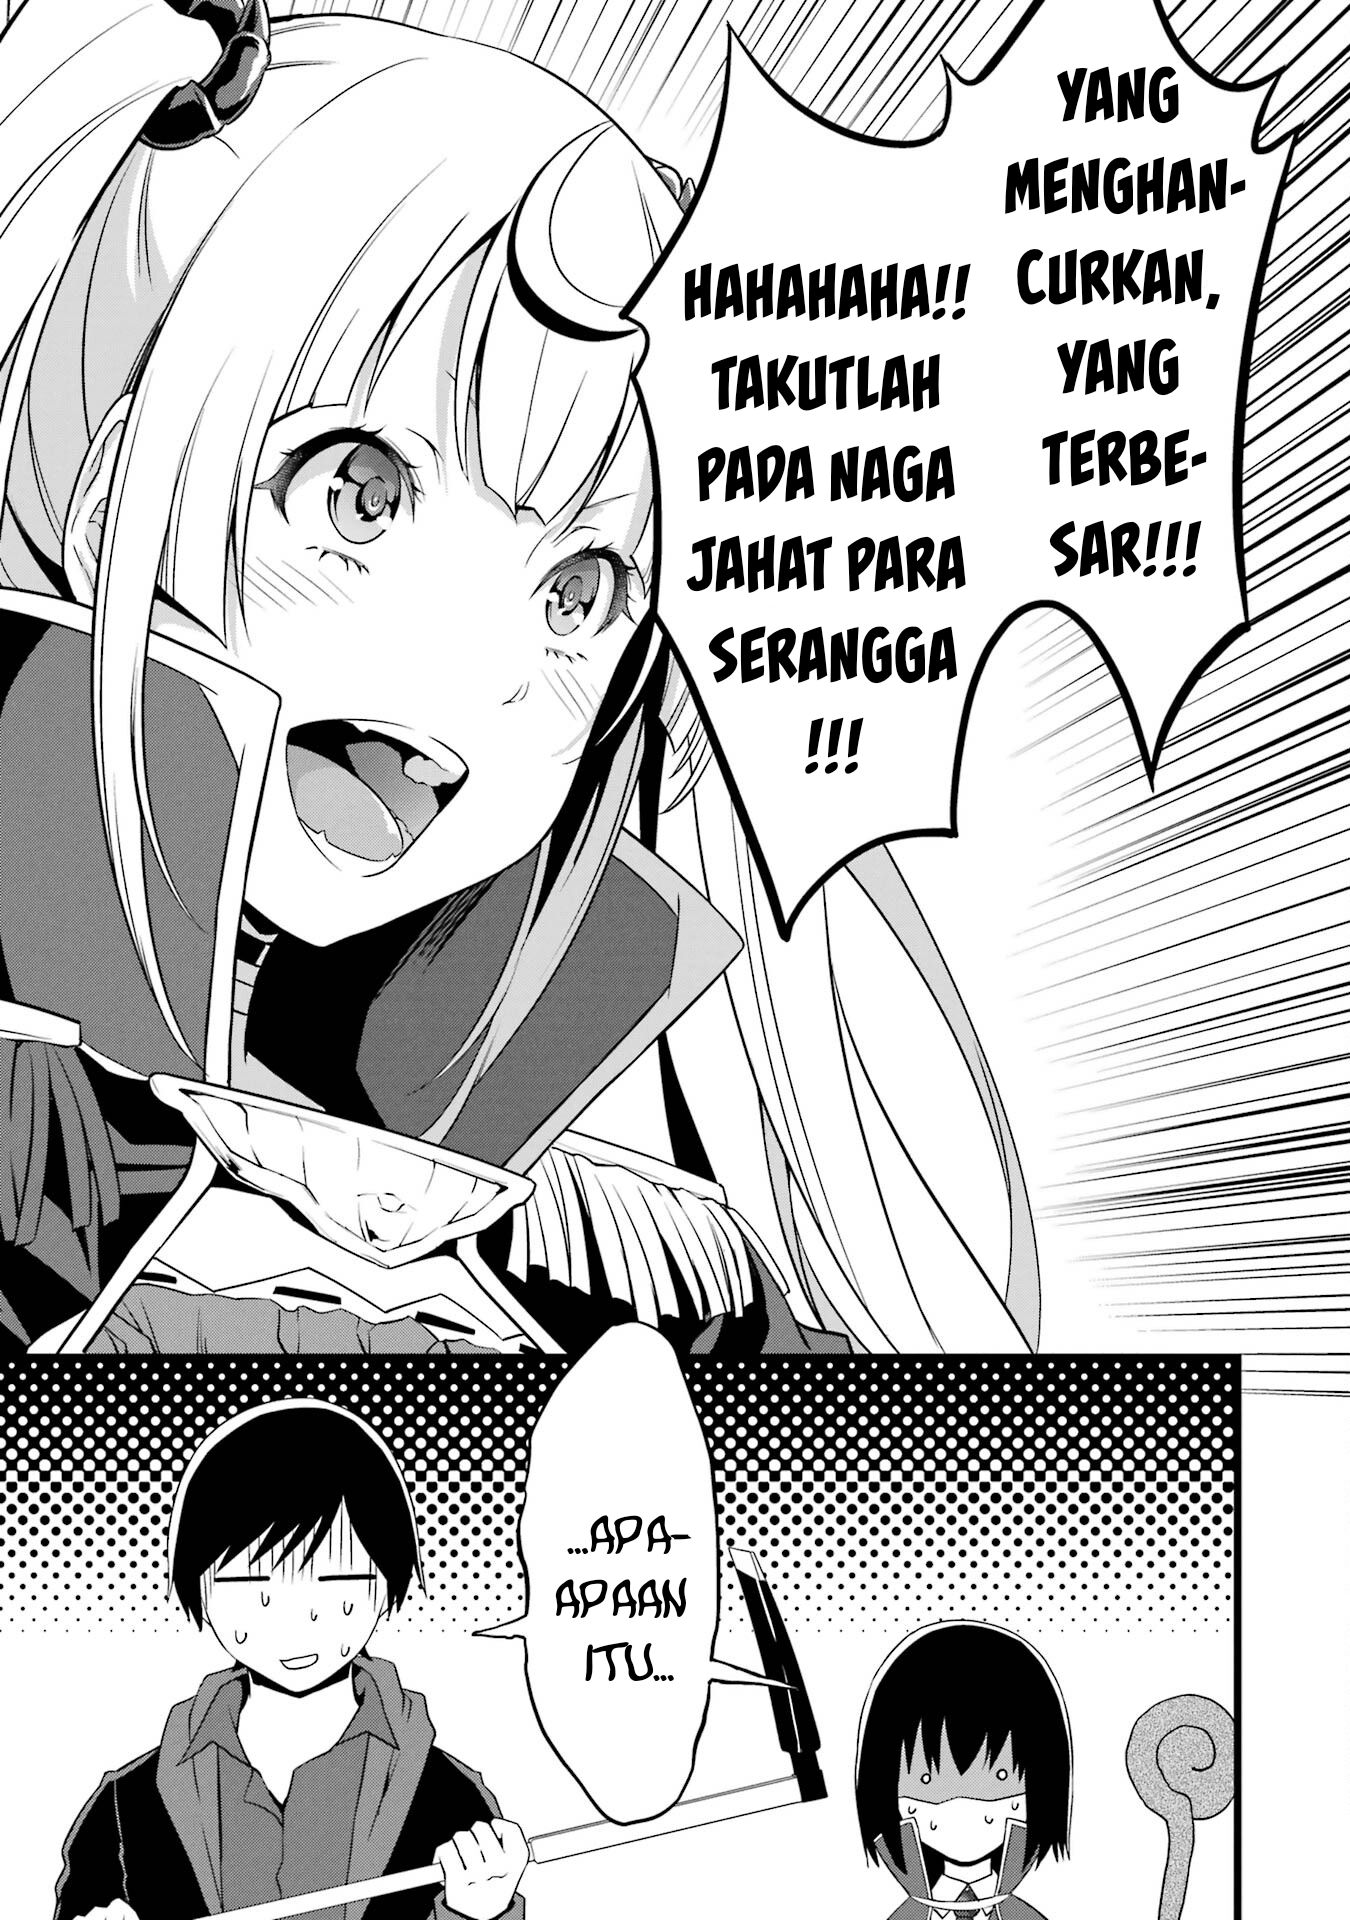 YANG
MENGHAN-
CURKAN,
YANG
TERBE-
SAR!!!
HAHAHAHA!!
TAKUTLAH
PADA NAGA
JAHAT PARA
SERANGGA
!!!
...APA-
APAAN
ITU...